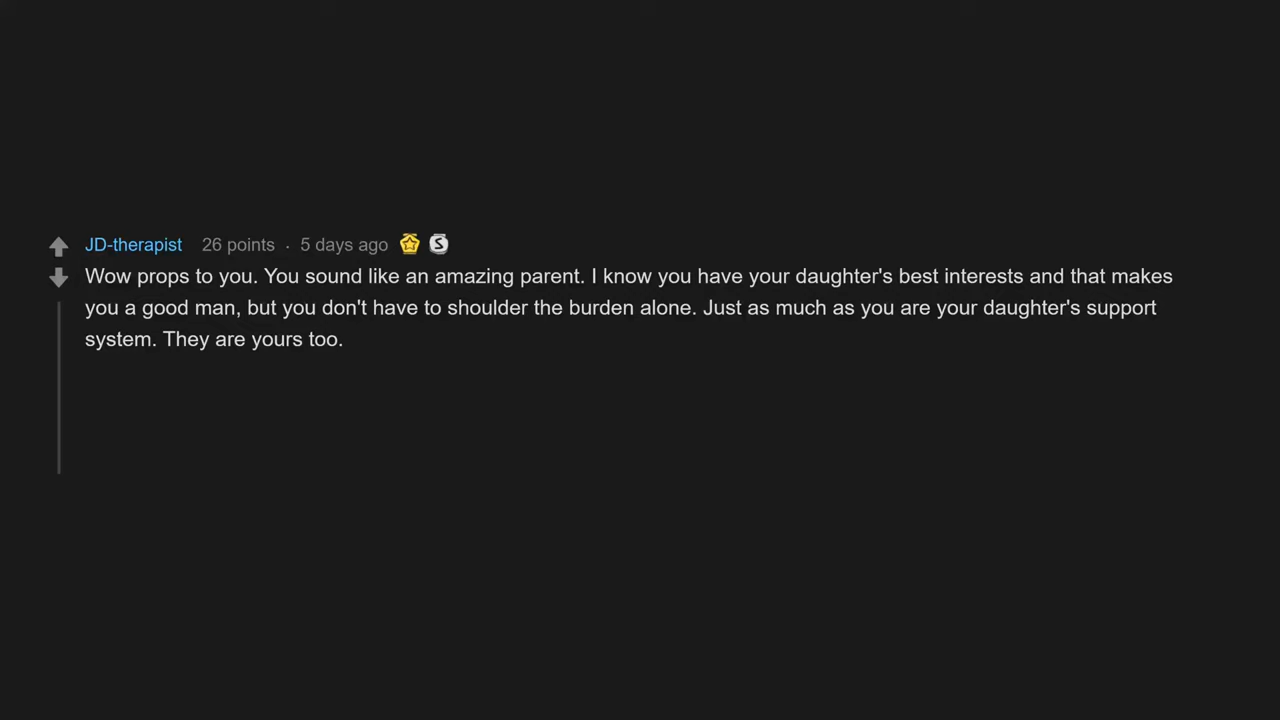 JD-therapist 26 points · 5 days ago S
Wow props to you. You sound like an amazing parent. I know you have your daughter's best interests and that makes
you a good man, but you don't have to shoulder the burden alone. Just as much as you are your daughter's support
system. They are yours too.